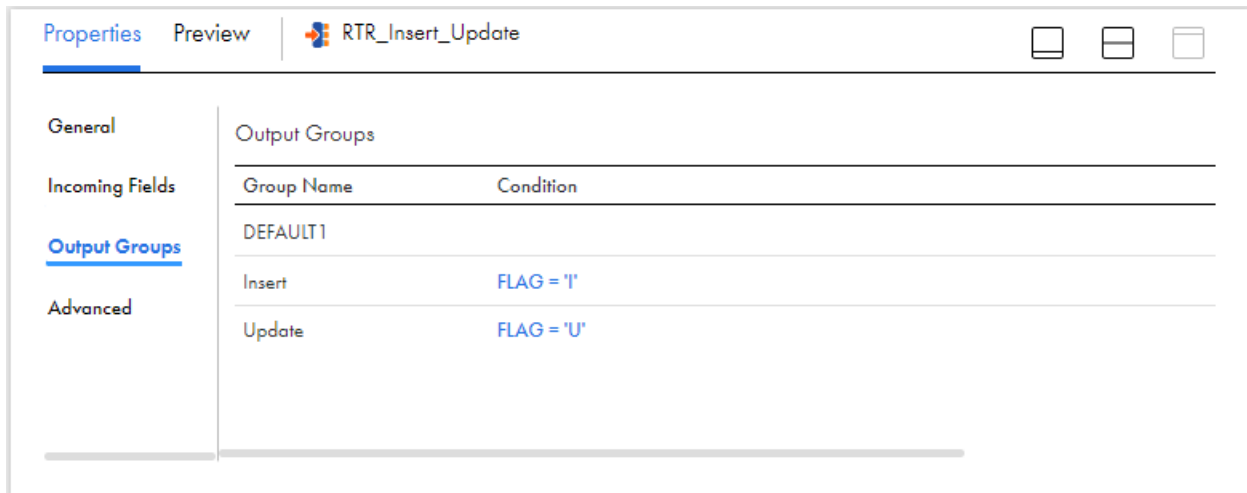 Properties Preview RTR_Insert_Update
General
Output Groups
Incoming Fields
Group Name Condition
DEFAULT1
Output Groups
Insert FLAG = 'I'
Advanced
Update FLAG = 'U'